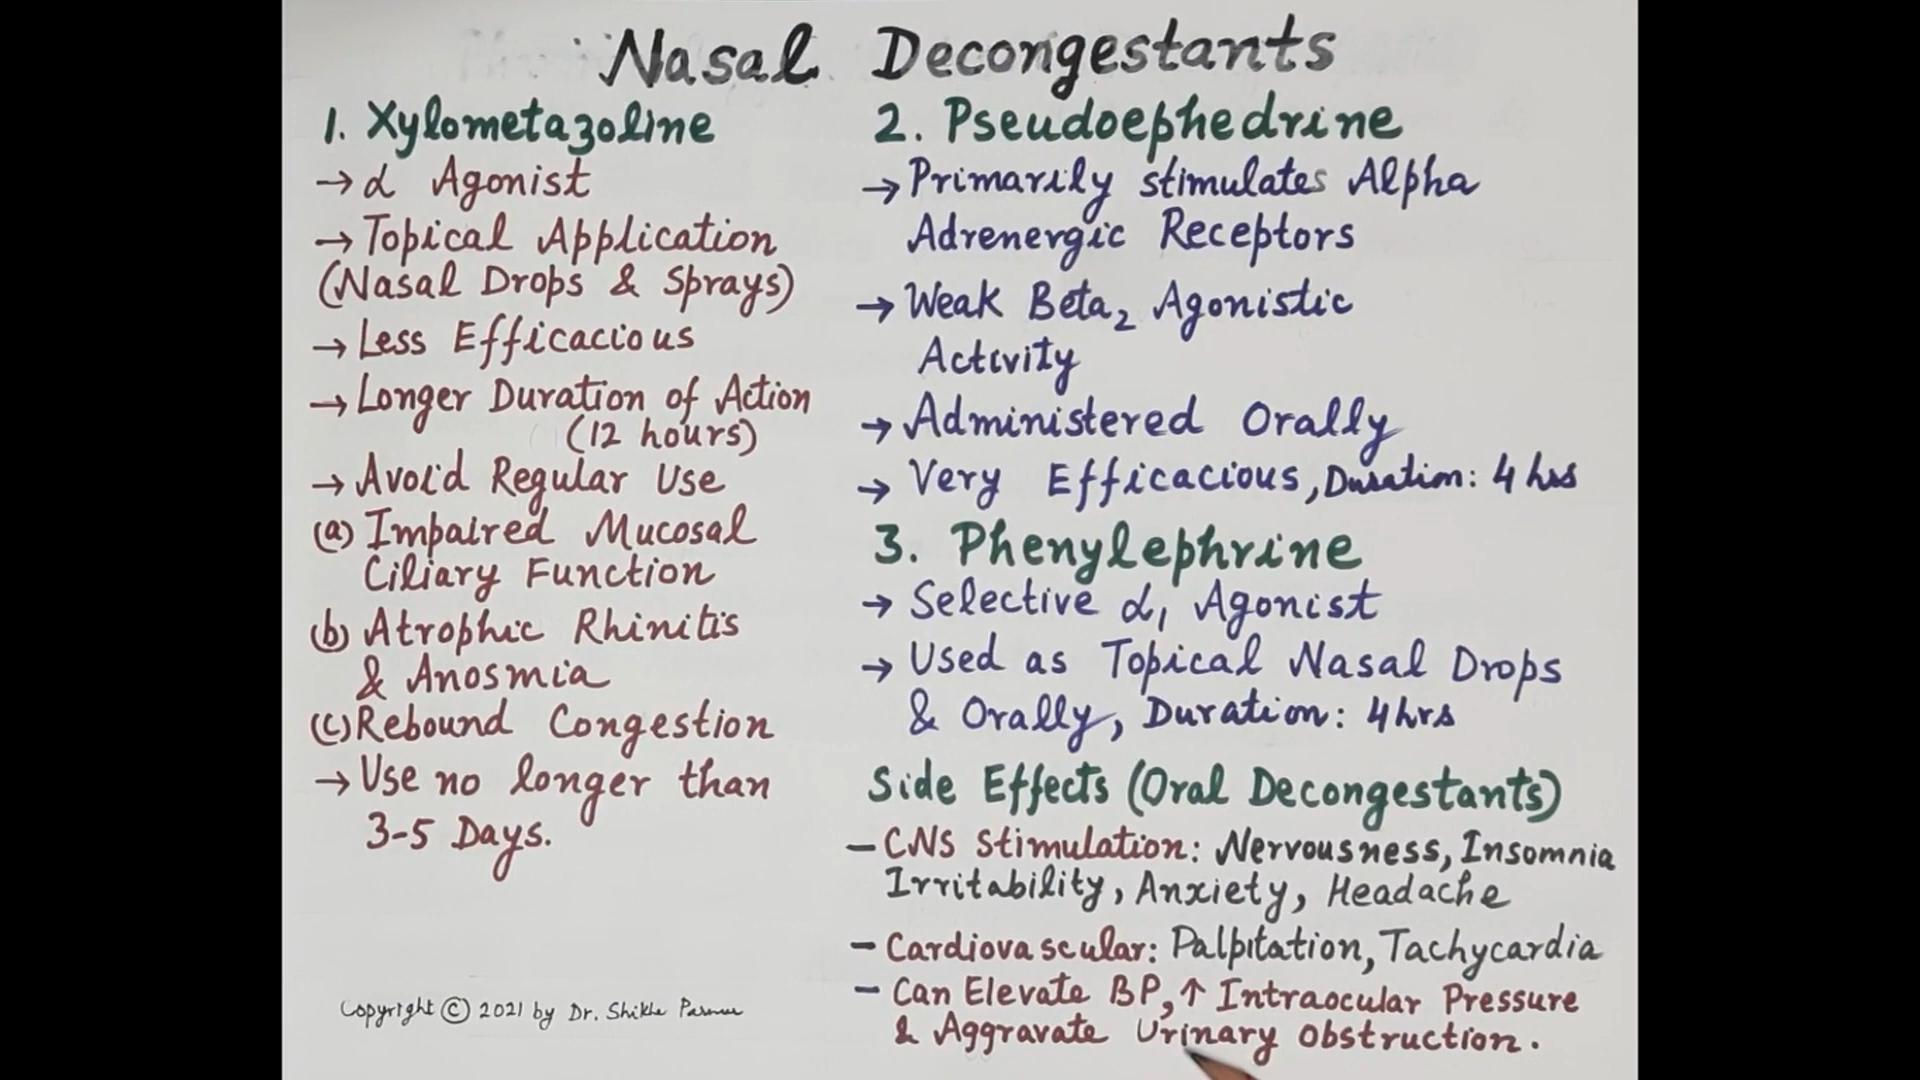 Nasal Decongestants
1. Xylometazoline
→ α Agonist
→ Topical Application
(Nasal Drops & Sprays)
→ Less Efficacious
→ Longer Duration of Action
(12 hours)
→ Avoid Regular Use
(a) Impaired Mucosal
Ciliary Function
(b) Atrophic Rhinitis
& Anosmia
(c) Rebound Congestion
→ Use no longer than
3-5 Days.
Copyright © 2021 by Dr. Shikha Parmar
2. Pseudoephedrine
→ Primarily stimulates Alpha
Adrenergic Receptors
→ Weak Beta₂ Agonistic
Activity
→ Administered Orally
→ Very Efficacious, Duration: 4 hrs
3. Phenylephrine
→ Selective α₁ Agonist
→ Used as Topical Nasal Drops
& Orally, Duration: 4hrs
Side Effects (Oral Decongestants)
- CNS Stimulation: Nervousness, Insomnia
Irritability, Anxiety, Headache
- Cardiovascular: Palpitation, Tachycardia
- Can Elevate BP, ↑ Intraocular Pressure
& Aggravate Urinary Obstruction.